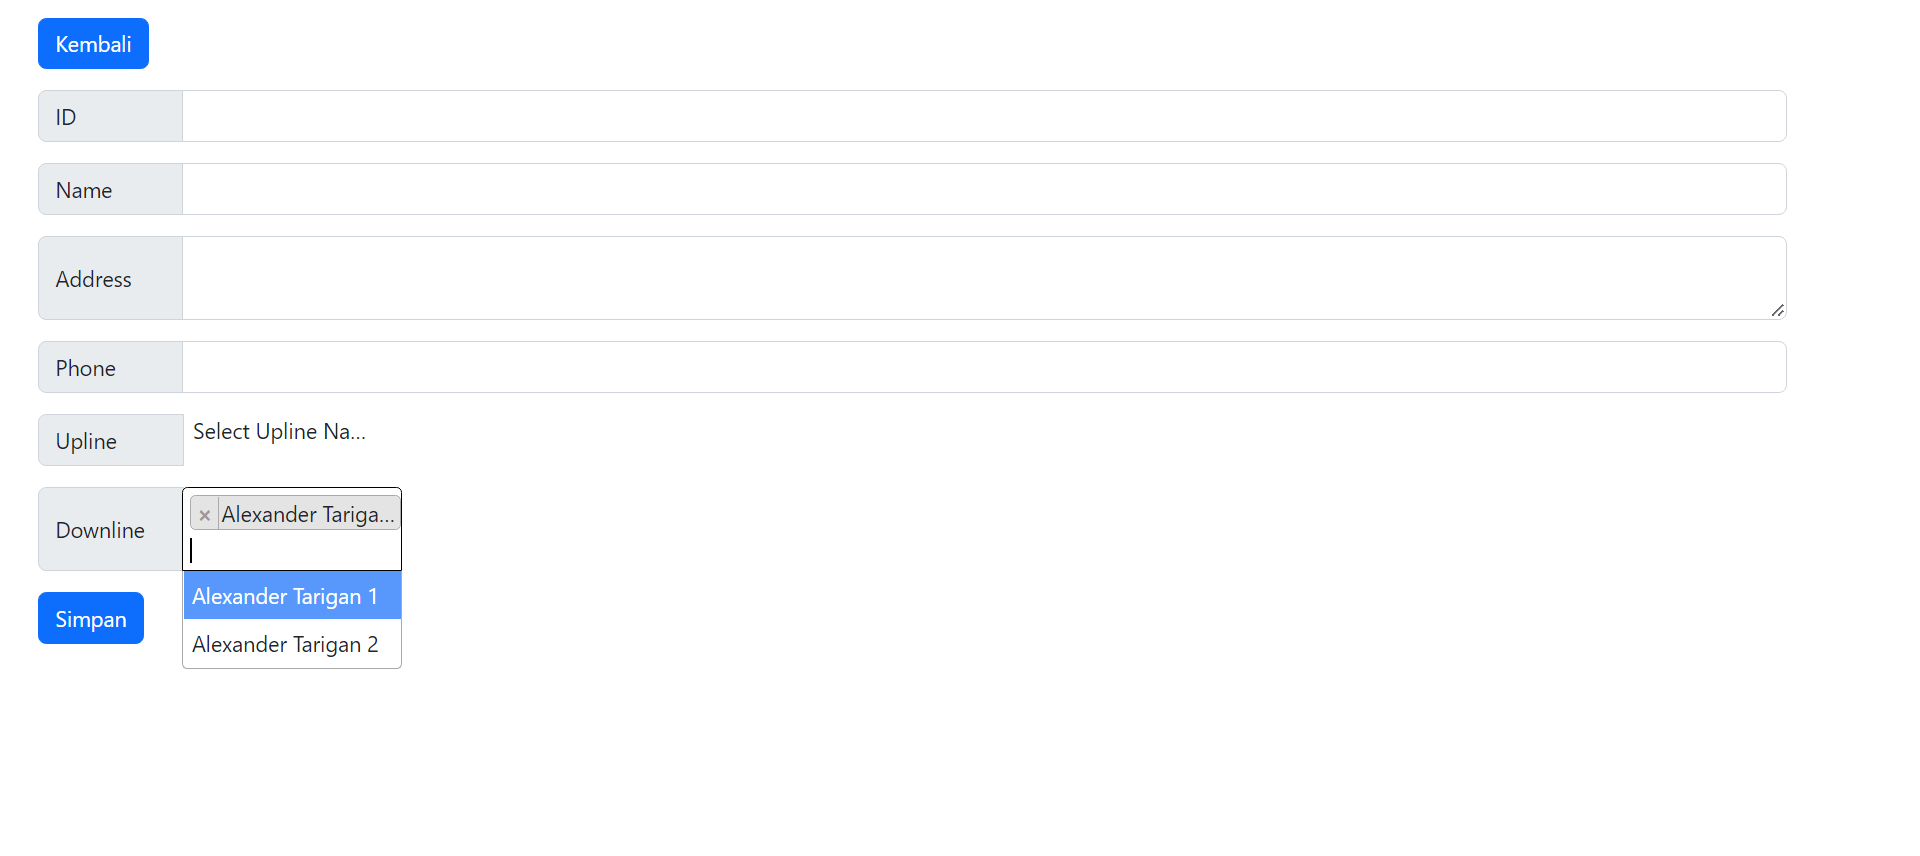 Kembali
ID
Name
Address
Phone
Upline
Select Upline Na...
Downline
× Alexander Tariga...
Alexander Tarigan 1
Simpan
Alexander Tarigan 2